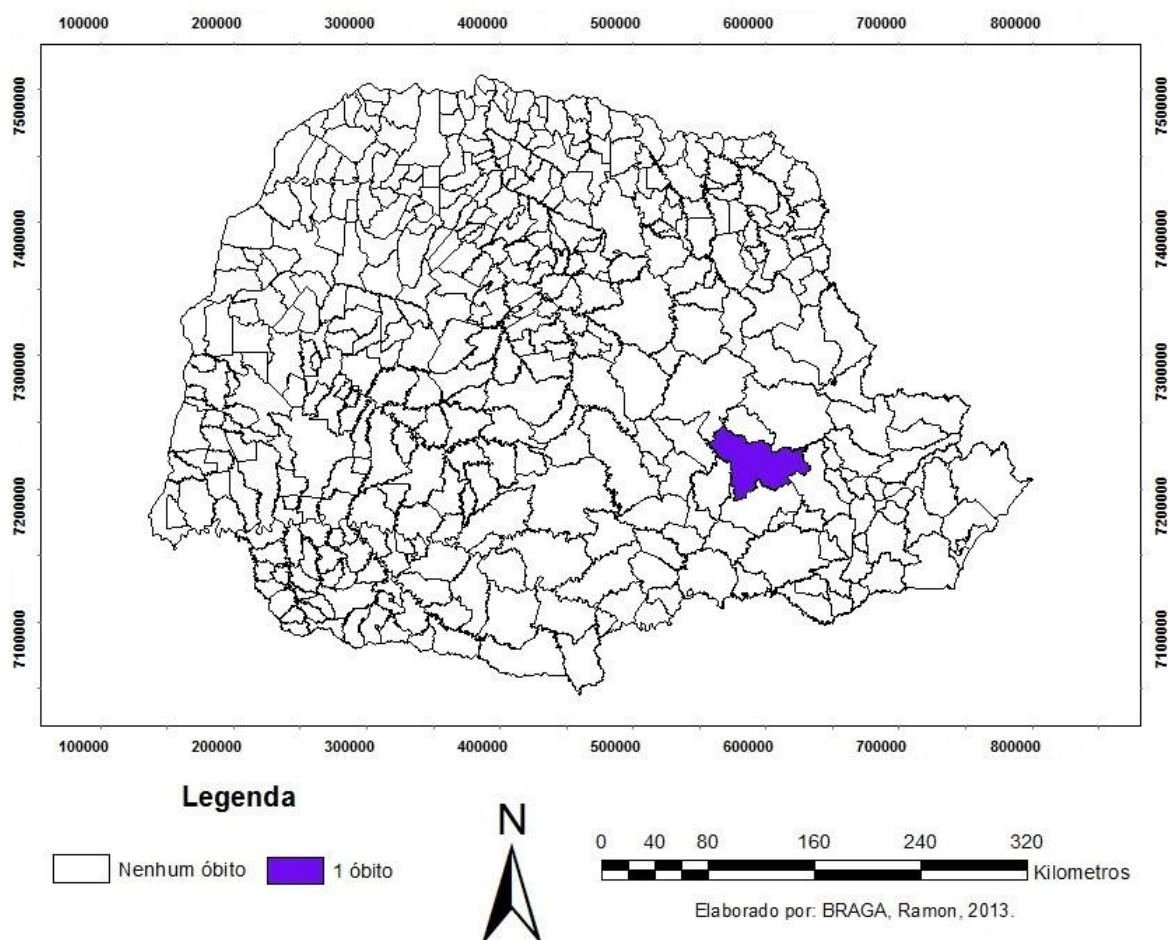 100000 200000 300000 400000 500000 600000 700000 800000
7500000 7500000
7400000 7400000
7300000 7300000
7200000 7200000
7100000 7100000
100000 200000 300000 400000 500000 600000 700000 800000
Legenda
Nenhum óbito 1 óbito
N
0 40 80 160 240 320
Kilometros
Elaborado por: BRAGA, Ramon, 2013.